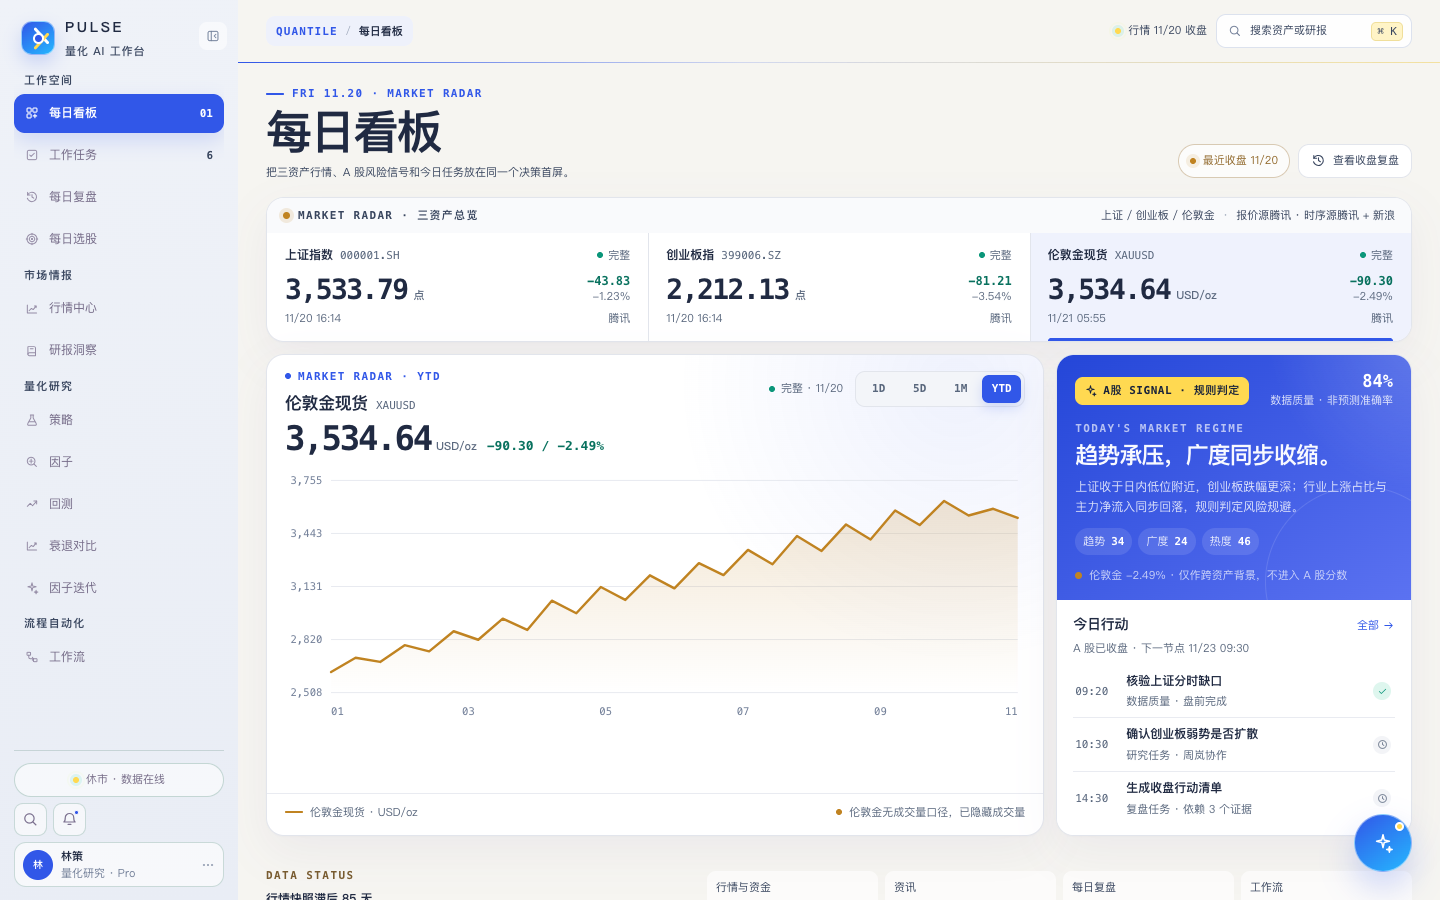 PULSE
量化 AI 工作台
工作空间
每日看板 01
工作任务 6
每日复盘
每日选股
市场情报
行情中心
研报洞察
量化研究
策略
因子
回测
衰退对比
因子迭代
流程自动化
工作流
休市 · 数据在线
林
林策
量化研究 · Pro
QUANTILE / 每日看板
行情 11/20 收盘
搜索资产或研报 ⌘ K
FRI 11.20 · MARKET RADAR
每日看板
把三资产行情、A 股风险信号和今日任务放在同一个决策首屏。
最近收盘 11/20
查看收盘复盘
MARKET RADAR · 三资产总览
上证 / 创业板 / 伦敦金 · 报价源腾讯 · 时序源腾讯 + 新浪
上证指数 000001.SH 完整
3,533.79 点 −43.83
−1.23%
11/20 16:14 腾讯
创业板指 399006.SZ 完整
2,212.13 点 −81.21
−3.54%
11/20 16:14 腾讯
伦敦金现货 XAUUSD 完整
3,534.64 USD/oz −90.30
−2.49%
11/21 05:55 腾讯
MARKET RADAR · YTD
伦敦金现货 XAUUSD
完整 · 11/20
1D 5D 1M YTD
3,534.64 USD/oz −90.30 / −2.49%
3,755
3,443
3,131
2,820
2,508
01 03 05 07 09 11
伦敦金现货 · USD/oz
伦敦金无成交量口径，已隐藏成交量
A股 SIGNAL · 规则判定
84%
数据质量 · 非预测准确率
TODAY'S MARKET REGIME
趋势承压，广度同步收缩。
上证收于日内低位附近，创业板跌幅更深；行业上涨占比与
主力净流入同步回落，规则判定风险规避。
趋势 34 广度 24 热度 46
伦敦金 −2.49% · 仅作跨资产背景，不进入 A 股分数
今日行动 全部 →
A 股已收盘 · 下一节点 11/23 09:30
09:20 核验上证分时缺口
数据质量 · 盘前完成
10:30 确认创业板弱势是否扩散
研究任务 · 周岚协作
14:30 生成收盘行动清单
复盘任务 · 依赖 3 个证据
DATA STATUS
行情快照滞后 85 天
行情与资金
资讯
每日复盘
工作流